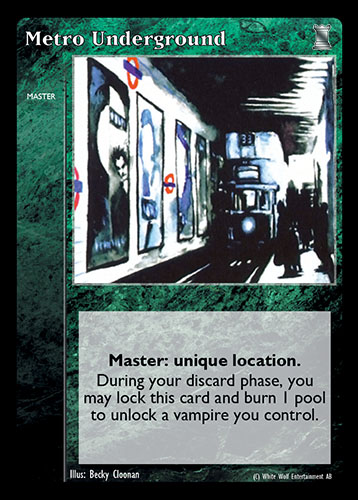 Metro Underground
MASTER
Master: unique location.
During your discard phase, you
may lock this card and burn 1 pool
to unlock a vampire you control.
Illus: Becky Cloonan
(C) White Wolf Entertainment AB